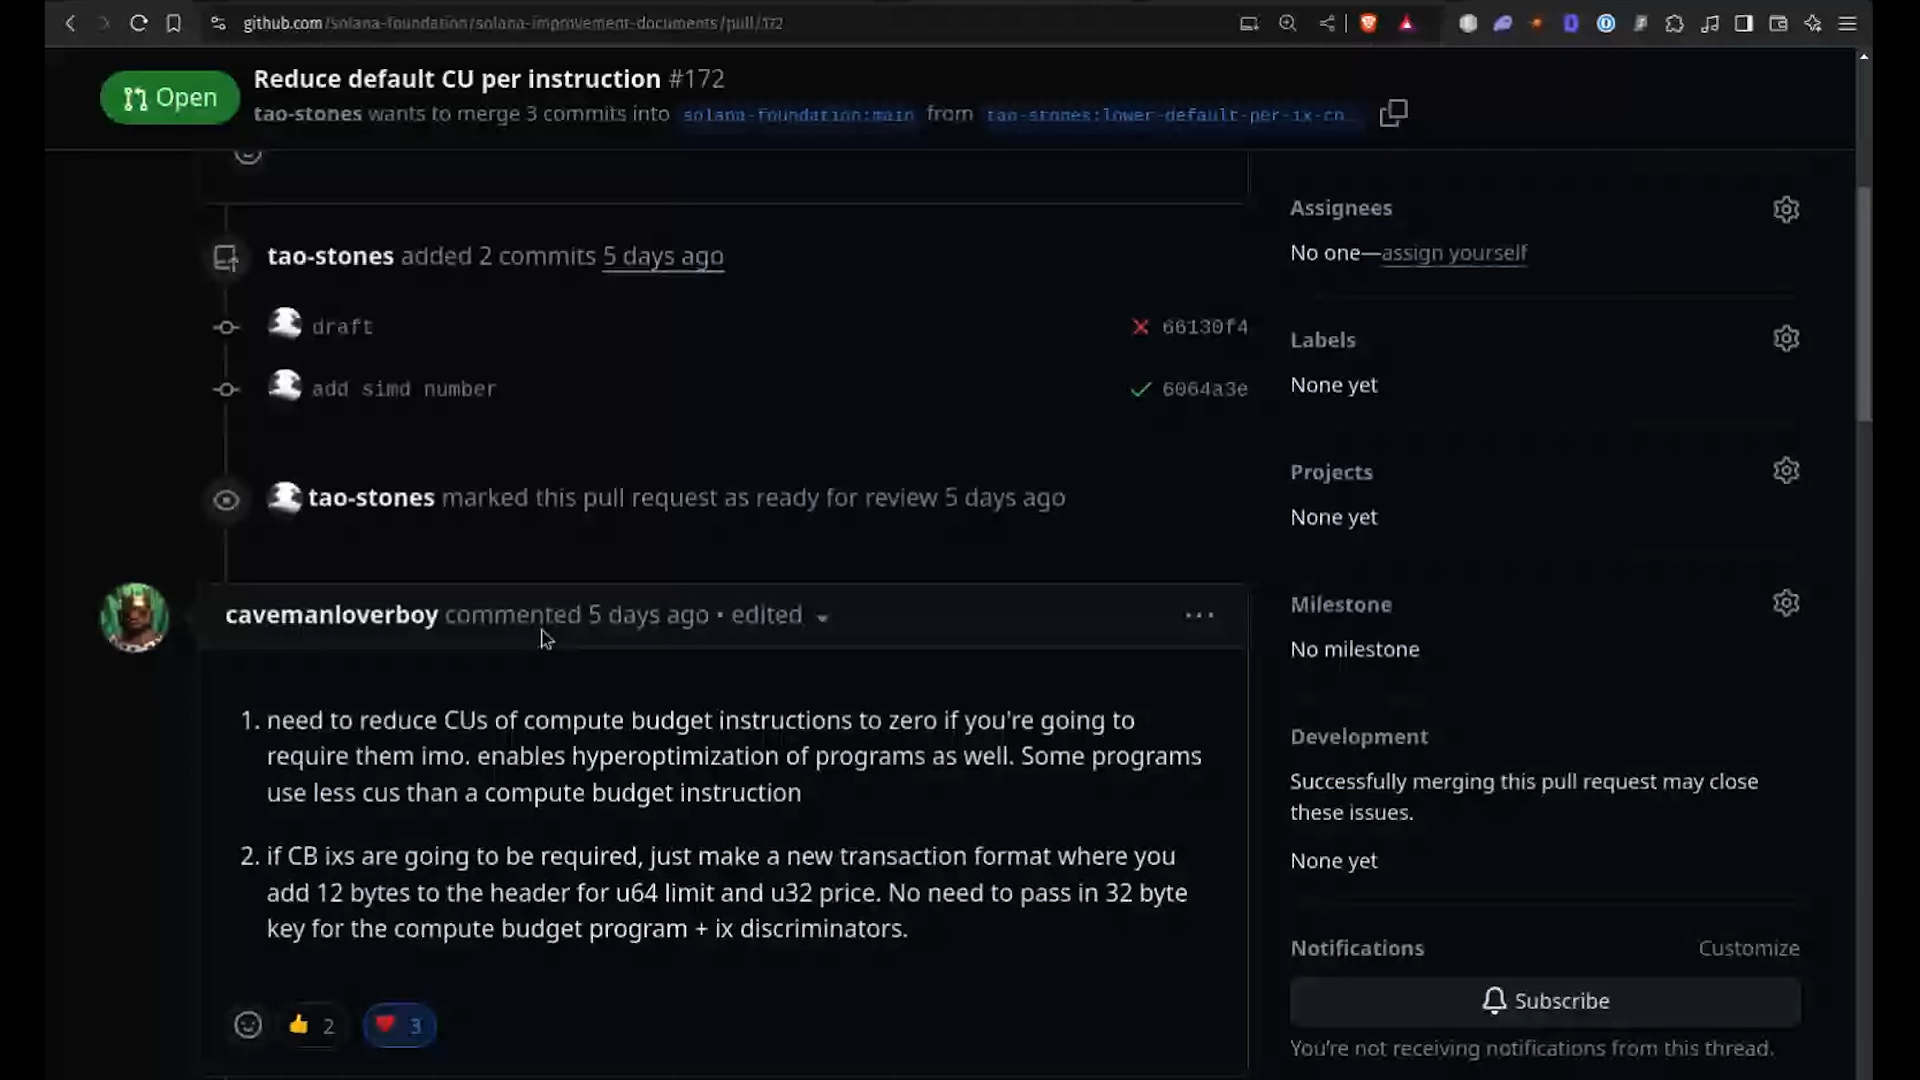 github.com/solana-foundation/solana-improvement-documents/pull/172
Open
Reduce default CU per instruction #172
tao-stones wants to merge 3 commits into solana-foundation:main from tao-stones:lower-default-per-ix-cn...
tao-stones added 2 commits 5 days ago
draft 66130f4
add simd number 6064a3e
tao-stones marked this pull request as ready for review 5 days ago
cavemanloverboy commented 5 days ago • edited
1. need to reduce CUs of compute budget instructions to zero if you're going to
require them imo. enables hyperoptimization of programs as well. Some programs
use less cus than a compute budget instruction
2. if CB ixs are going to be required, just make a new transaction format where you
add 12 bytes to the header for u64 limit and u32 price. No need to pass in 32 byte
key for the compute budget program + ix discriminators.
2 3
Assignees
No one—assign yourself
Labels
None yet
Projects
None yet
Milestone
No milestone
Development
Successfully merging this pull request may close
these issues.
None yet
Notifications Customize
Subscribe
You're not receiving notifications from this thread.